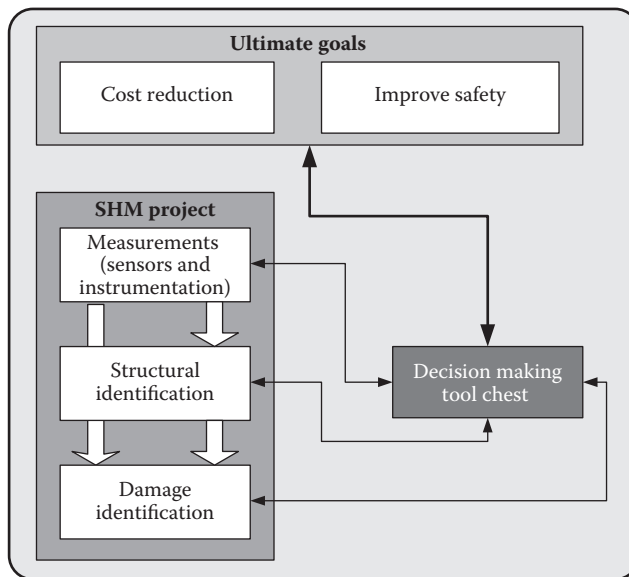 Ultimate goals
Cost reduction
Improve safety
SHM project
Measurements
(sensors and
instrumentation)
Structural
identification
Damage
identification
Decision making
tool chest